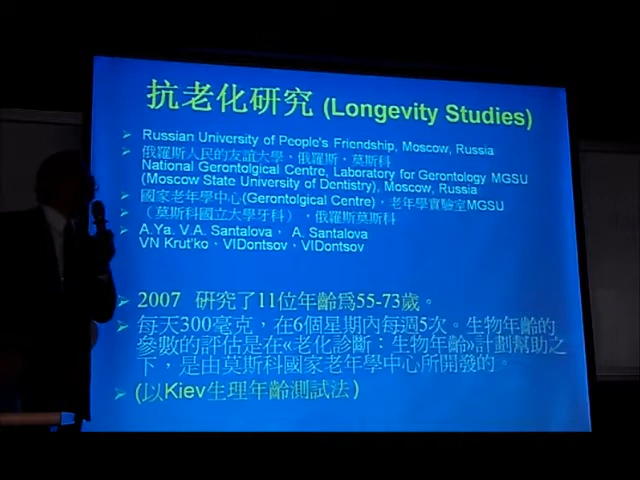 抗老化研究 (Longevity Studies)
Russian University of People's Friendship, Moscow, Russia
俄羅斯人民的友誼大學，俄羅斯，莫斯科
National Gerontolgical Centre, Laboratory for Gerontology MGSU
(Moscow State University of Dentistry), Moscow, Russia
國家老年學中心(Gerontolgical Centre)，老年學實驗室MGSU
（莫斯科國立大學牙科），俄羅斯莫斯科
A.Ya. V.A. Santalova， A. Santalova
VN Krut'ko，VIDontsov，VIDontsov
2007 研究了11位年齡爲55-73歲。
每天300毫克，在6個星期內每週5次。生物年齡的
參數的評估是在«老化診斷：生物年齡»計劃幫助之
下，是由莫斯科國家老年學中心所開發的。
(以Kiev生理年齡測試法)